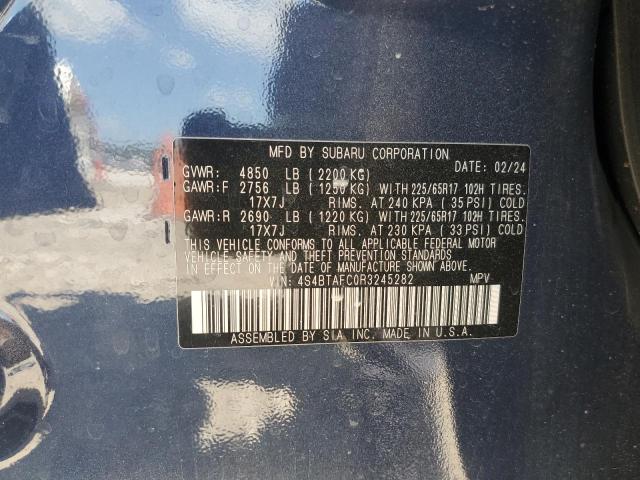 MFD BY SUBARU CORPORATION
DATE: 02/24
GVWR: 4850 LB ( 2200 KG)
GAWR:F 2756 LB ( 1250 KG) WITH 225/65R17 102H TIRES.
17X7J RIMS. AT 240 KPA ( 35 PSI) COLD
GAWR:R 2690 LB ( 1220 KG) WITH 225/65R17 102H TIRES.
17X7J RIMS. AT 230 KPA ( 33 PSI) COLD
THIS VEHICLE CONFORMS TO ALL APPLICABLE FEDERAL MOTOR
VEHICLE SAFETY AND THEFT PREVENTION STANDARDS IN
EFFECT ON THE DATE OF MANUFACTURE SHOWN ABOVE.
VIN: 4S4BTAFC0R3245282 MPV
ASSEMBLED BY SIA INC. MADE IN U.S.A.